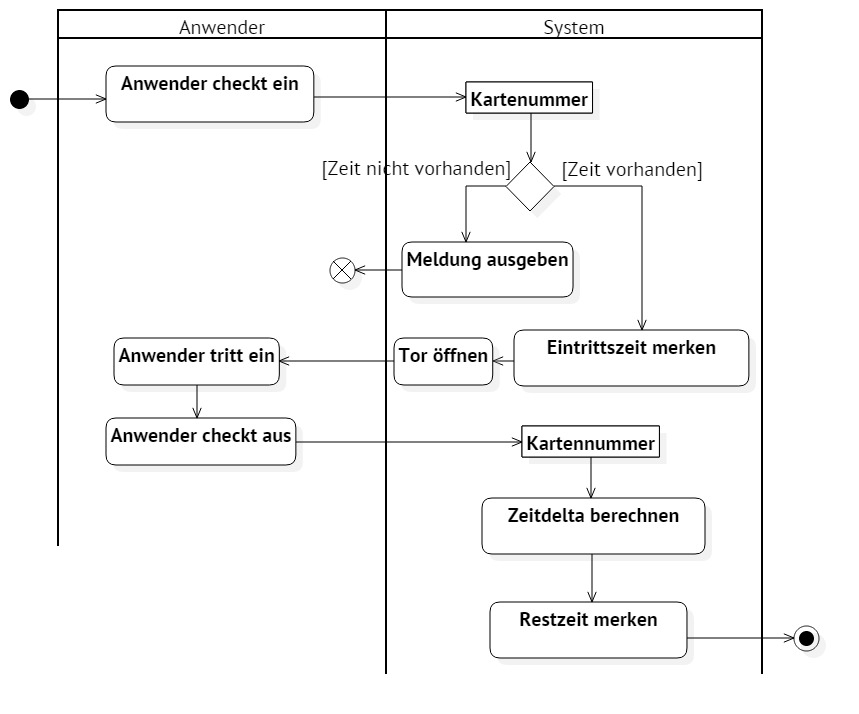 Anwender
System
Anwender checkt ein
Kartenummer
[Zeit nicht vorhanden]
[Zeit vorhanden]
Meldung ausgeben
Anwender tritt ein
Tor öffnen
Eintrittszeit merken
Anwender checkt aus
Kartennummer
Zeitdelta berechnen
Restzeit merken